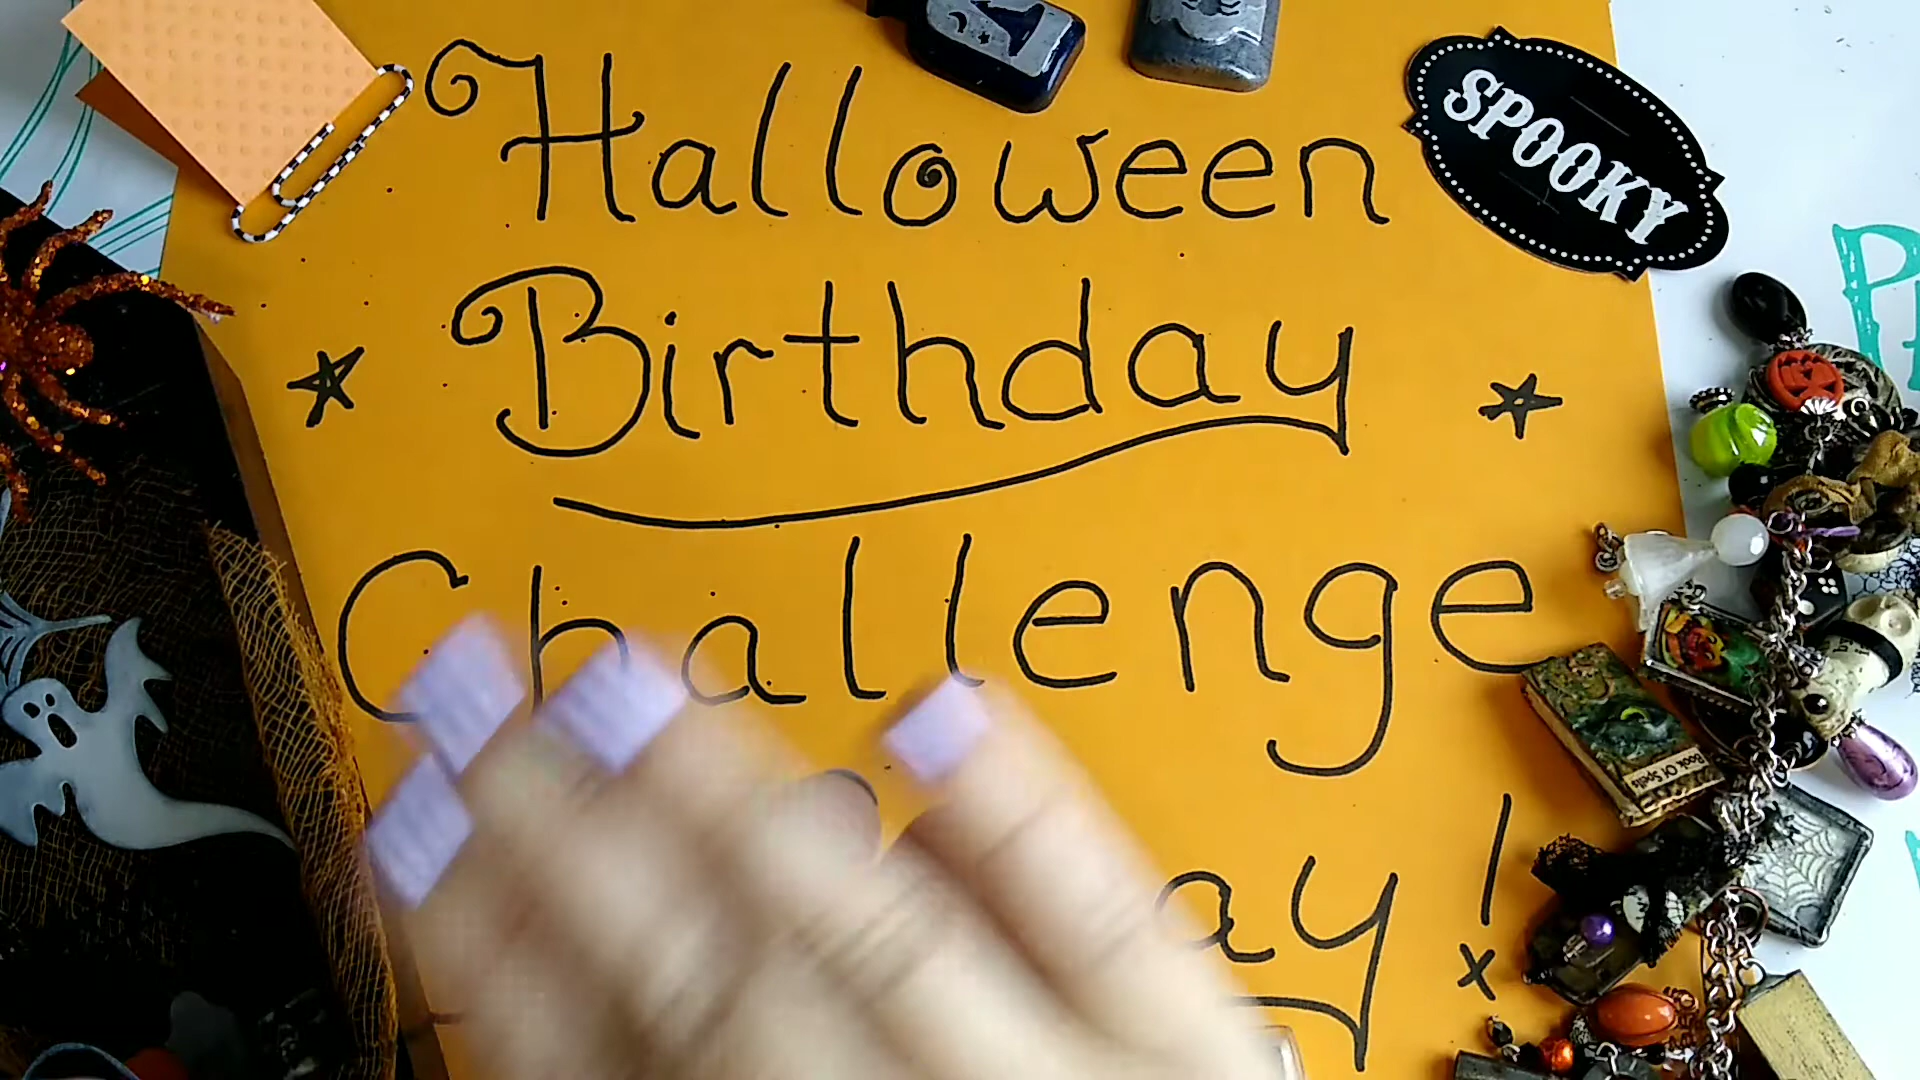 Halloween
SPOOKY
Birthday
Challenge
Book Of Spells
x